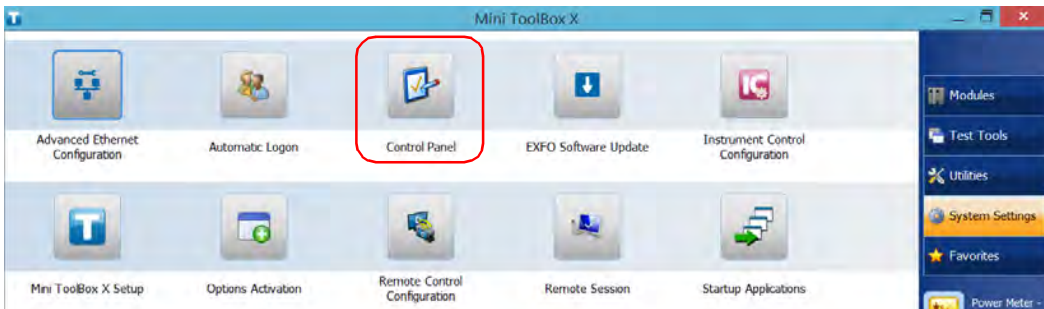 Mini ToolBox X
Advanced Ethernet
Configuration
Automatic Logon
Control Panel
EXFO Software Update
Instrument Control
Configuration
Mini ToolBox X Setup
Options Activation
Remote Control
Configuration
Remote Session
Startup Applications
Modules
Test Tools
Utilities
System Settings
Favorites
Power Meter -